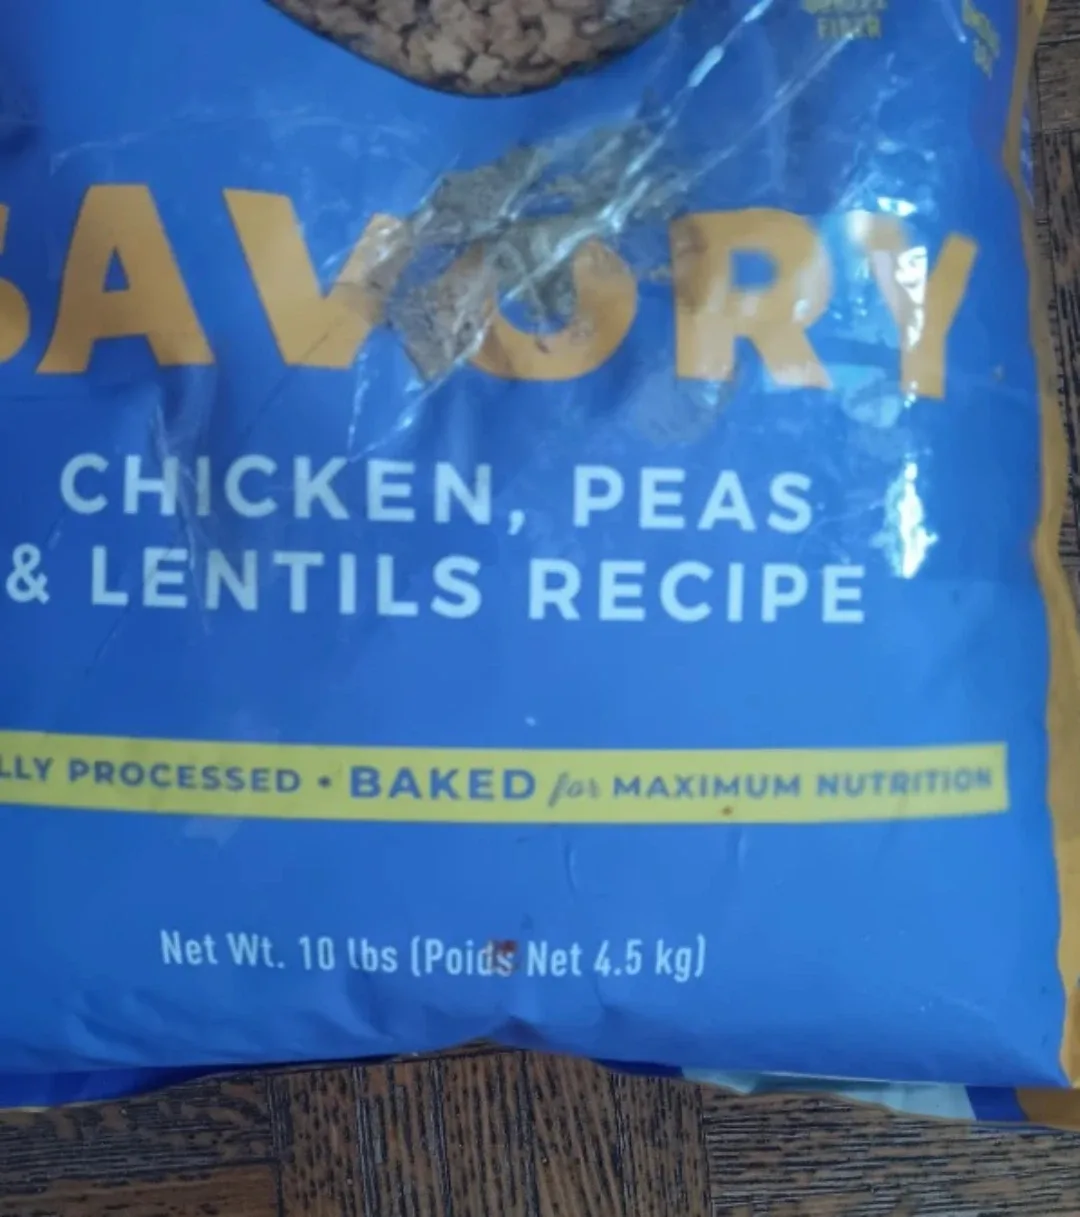 FIBER
SAVORY
CHICKEN, PEAS
& LENTILS RECIPE
LLY PROCESSED • BAKED for MAXIMUM NUTRITION
Net Wt. 10 lbs (Poids Net 4.5 kg)